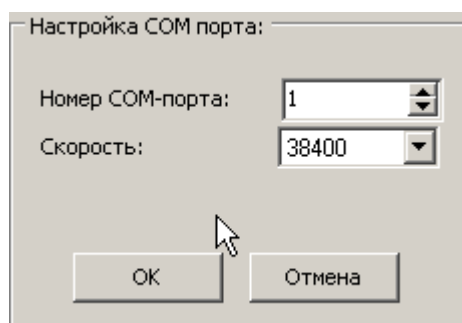 Настройка COM порта:
Номер COM-порта: 1
Скорость: 38400
OK Отмена